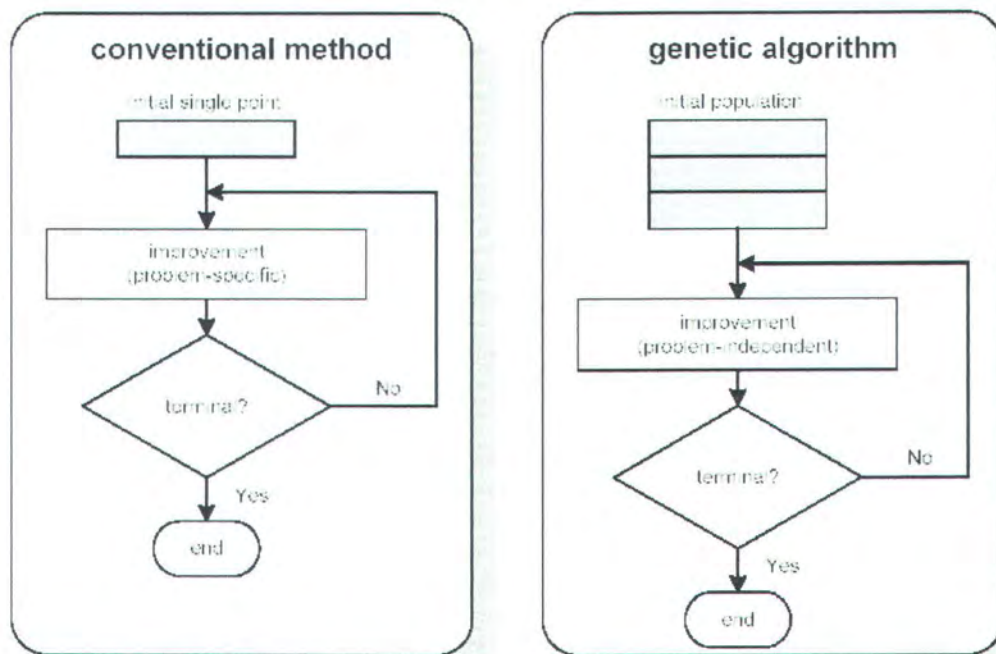 conventional method
initial single point
improvement
(problem-specific)
terminal?
No
Yes
end
genetic algorithm
initial population
improvement
(problem-independent)
terminal?
No
Yes
end